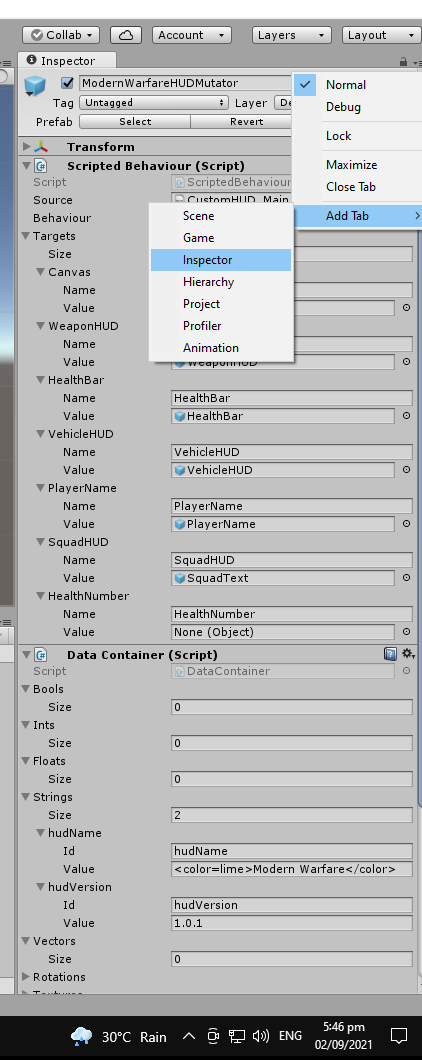 Collab
Account
Layers
Layout
Inspector
ModernWarfareHUDMutator
Tag Untagged Layer De
Prefab Select Revert
Normal
Debug
Lock
Maximize
Close Tab
Add Tab
Transform
Scripted Behaviour (Script)
Script ScriptedBehaviour
Source CustomHUD_Main
Behaviour
Scene
Game
Inspector
Hierarchy
Project
Profiler
Animation
Targets
Size
Canvas
Name
Value
WeaponHUD
Name
Value WeaponHUD
HealthBar
Name HealthBar
Value HealthBar
VehicleHUD
Name VehicleHUD
Value VehicleHUD
PlayerName
Name PlayerName
Value PlayerName
SquadHUD
Name SquadHUD
Value SquadText
HealthNumber
Name HealthNumber
Value None (Object)
Data Container (Script)
Script DataContainer
Bools
Size 0
Ints
Size 0
Floats
Size 0
Strings
Size 2
hudName
Id hudName
Value <color=lime>Modern Warfare</color>
hudVersion
Id hudVersion
Value 1.0.1
Vectors
Size 0
Rotations
Textures
30°C Rain ENG 5:46 pm
02/09/2021